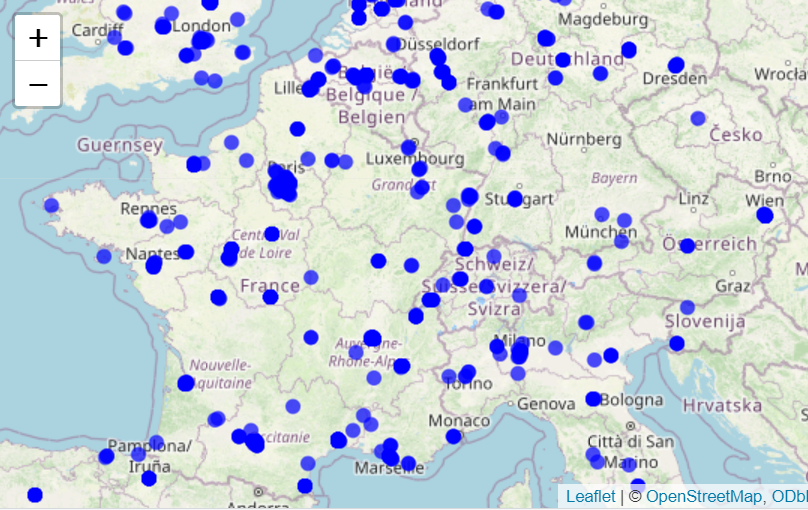 Wales
Cardiff
London
+
−
Magdeburg
Düsseldorf
Deutschland
België /
Belgique /
Belgien
Lille
Dresden
Wrocła
Frankfurt
am Main
Guernsey
Luxembourg
Nürnberg
Česko
Paris
Grand
Brno
Bayern
Stuttgart
Linz
Wien
Rennes
München
Centre-Val
de Loire
Nantes
Österreich
France
Schweiz/
Suisse/Svizzera/
Svizra
Graz
Slovenija
Auvergne-
Rhône-Alpes
Milano
Nouvelle-
Aquitaine
Torino
Genova
Bologna
Hrvatska
Monaco
Occitanie
Pamplona/
Iruña
Marseille
Città di San
Marino
Andorra
Leaflet | © OpenStreetMap, ODbl